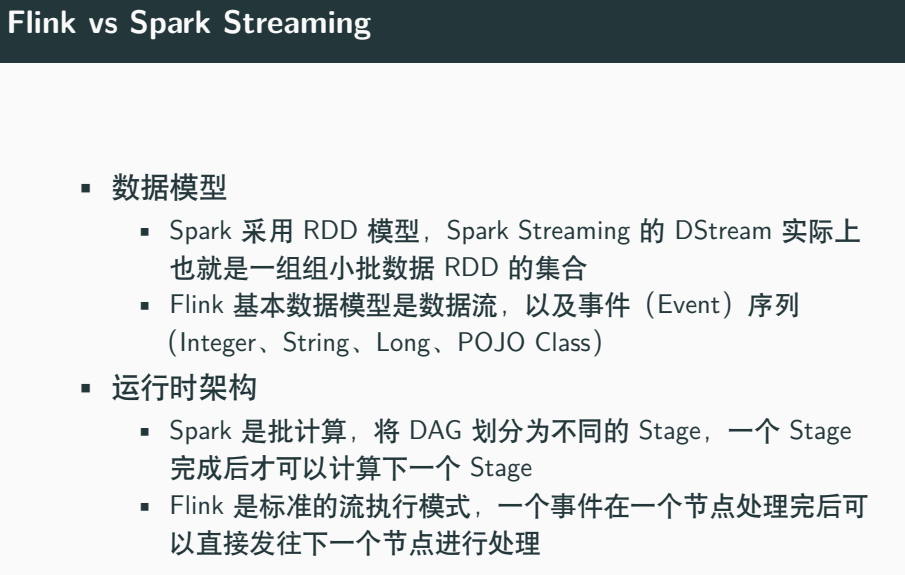 Flink vs Spark Streaming
▪ 数据模型
▪ Spark 采用 RDD 模型，Spark Streaming 的 DStream 实际上
也就是一组组小批数据 RDD 的集合
▪ Flink 基本数据模型是数据流，以及事件（Event）序列
（Integer、String、Long、POJO Class）
▪ 运行时架构
▪ Spark 是批计算，将 DAG 划分为不同的 Stage，一个 Stage
完成后才可以计算下一个 Stage
▪ Flink 是标准的流执行模式，一个事件在一个节点处理完后可
以直接发往下一个节点进行处理